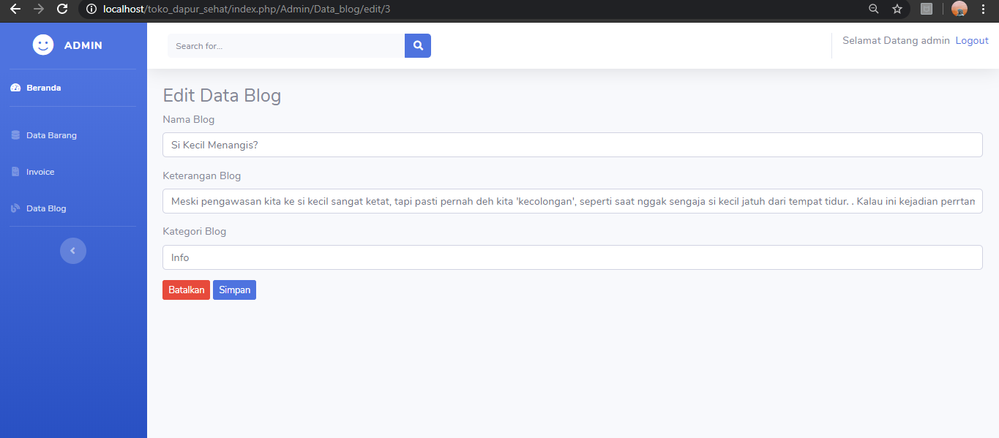 localhost/toko_dapur_sehat/index.php/Admin/Data_blog/edit/3
ADMIN
Search for...
Selamat Datang admin Logout
Beranda
Data Barang
Invoice
Data Blog
Edit Data Blog
Nama Blog
Si Kecil Menangis?
Keterangan Blog
Meski pengawasan kita ke si kecil sangat ketat, tapi pasti pernah deh kita 'kecolongan', seperti saat nggak sengaja si kecil jatuh dari tempat tidur. . Kalau ini kejadian perrtam
Kategori Blog
Info
Batalkan Simpan